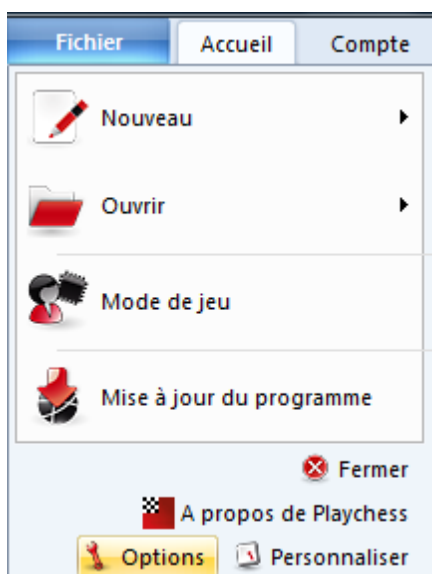 Fichier Accueil Compte
Nouveau
Ouvrir
Mode de jeu
Mise à jour du programme
Fermer
A propos de Playchess
Options Personnaliser